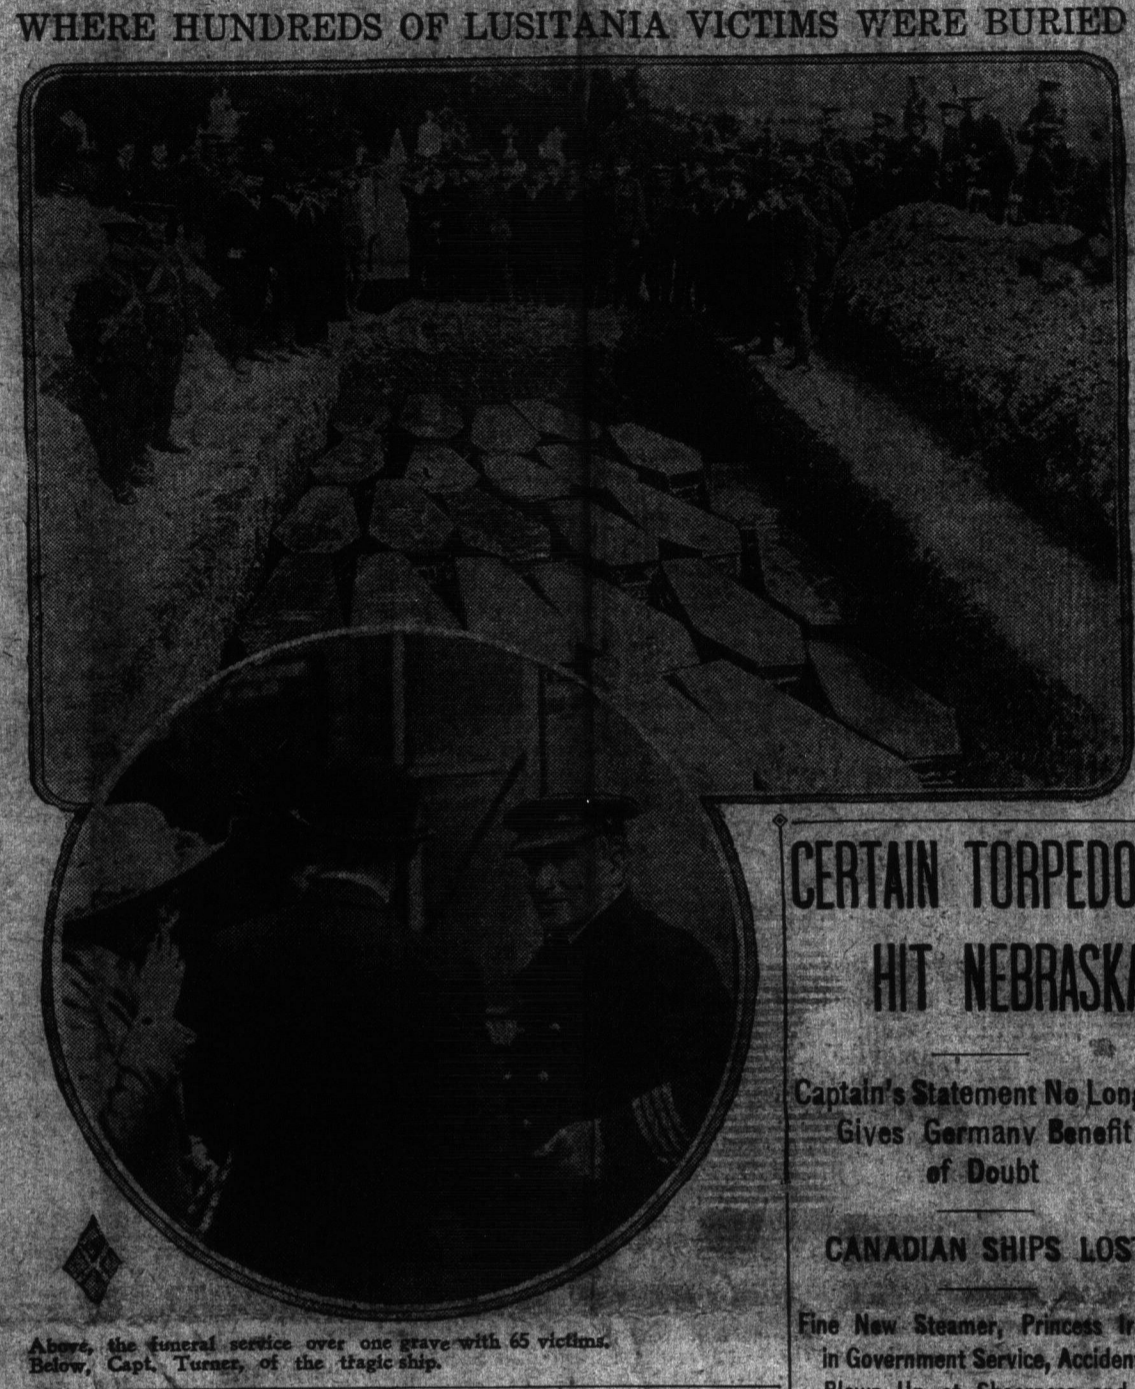 WHERE HUNDREDS OF LUSITANIA VICTIMS WERE BURIED
Above, the funeral service over one grave with 65 victims.
Below, Capt. Turner, of the tragic ship.
CERTAIN TORPEDO
HIT NEBRASKA
Captain's Statement No
Gives Germany Benefit
of Doubt
CANADIAN SHIPS
Fine New Steamer, Princess
in Government Service,